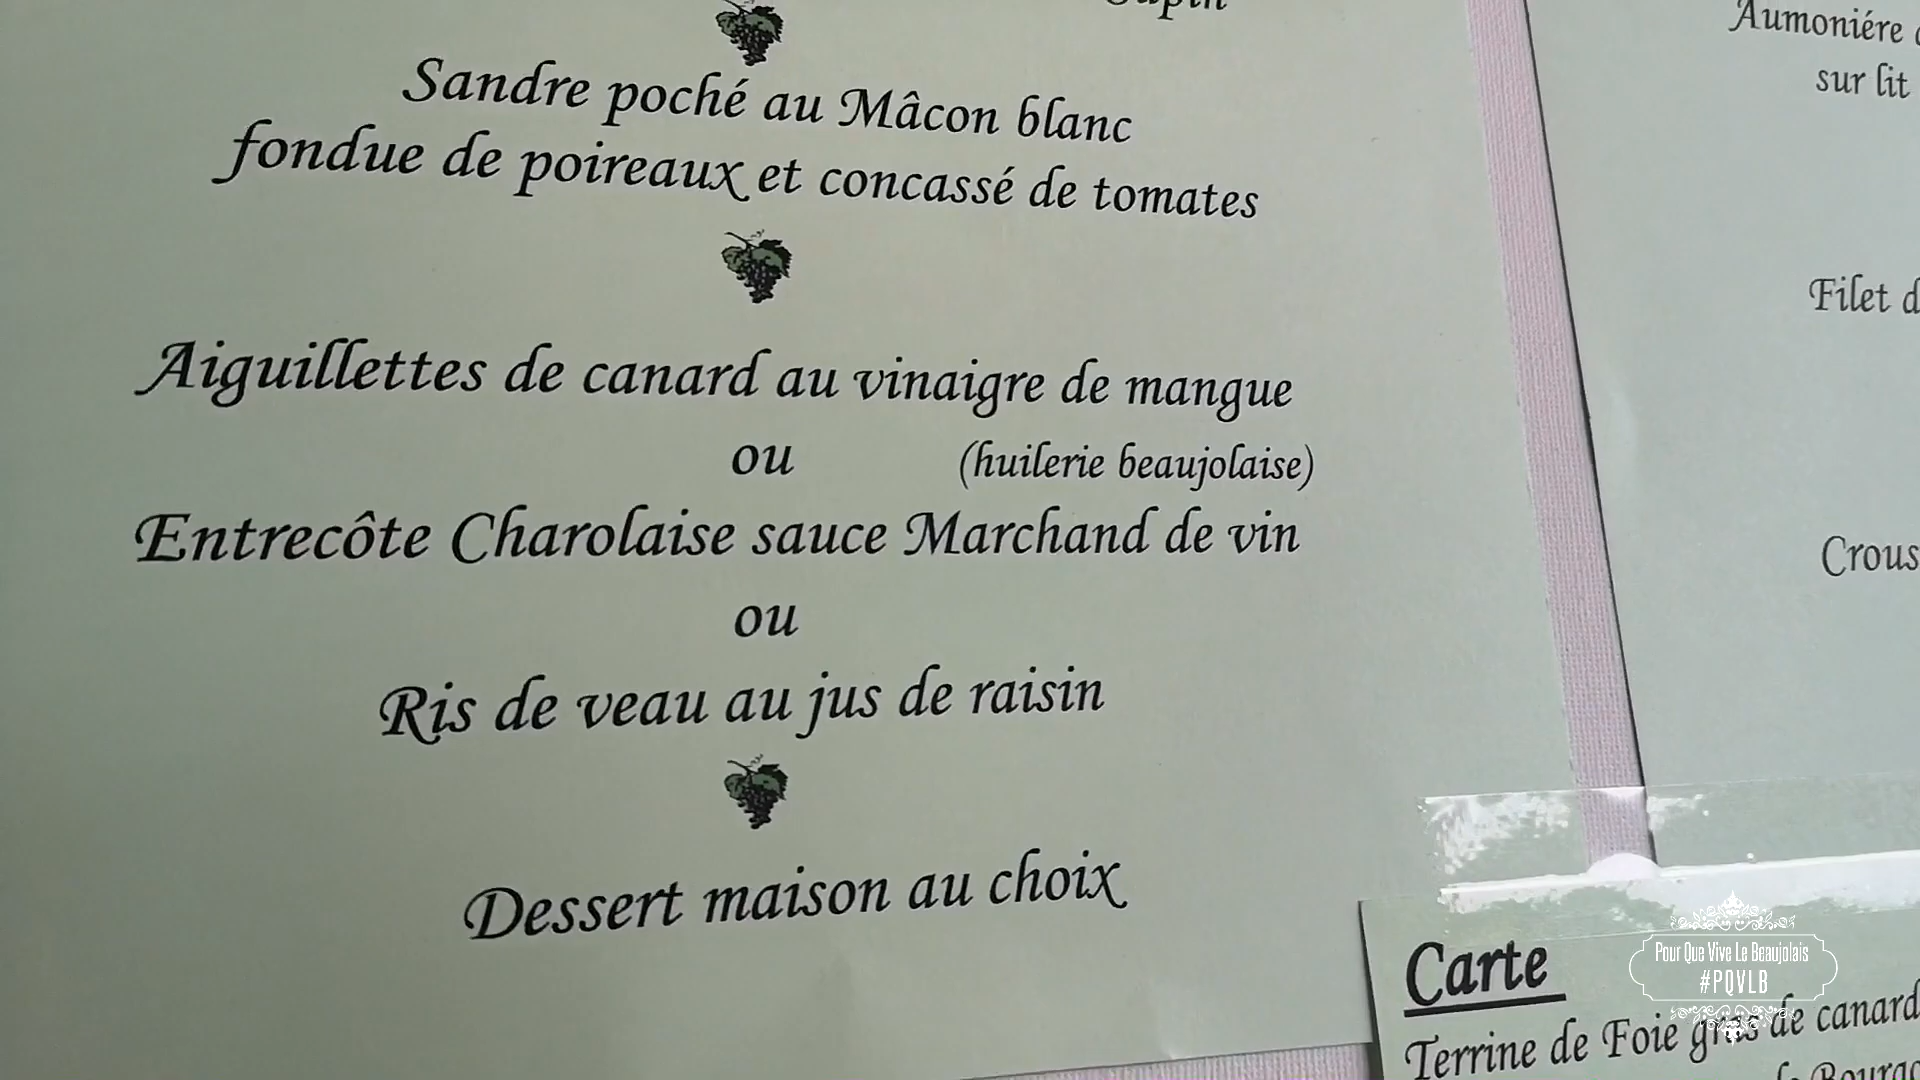 Sandre poché au Mâcon blanc
fondue de poireaux et concassé de tomates
Aiguillettes de canard au vinaigre de mangue
ou (huilerie beaujolaise)
Entrecôte Charolaise sauce Marchand de vin
ou
Ris de veau au jus de raisin
Dessert maison au choix
Aumoniére
sur lit
Filet
Carte
Terrine de Foie gras de canard
Pour Que Vive Le Beaujolais
#PQVLB